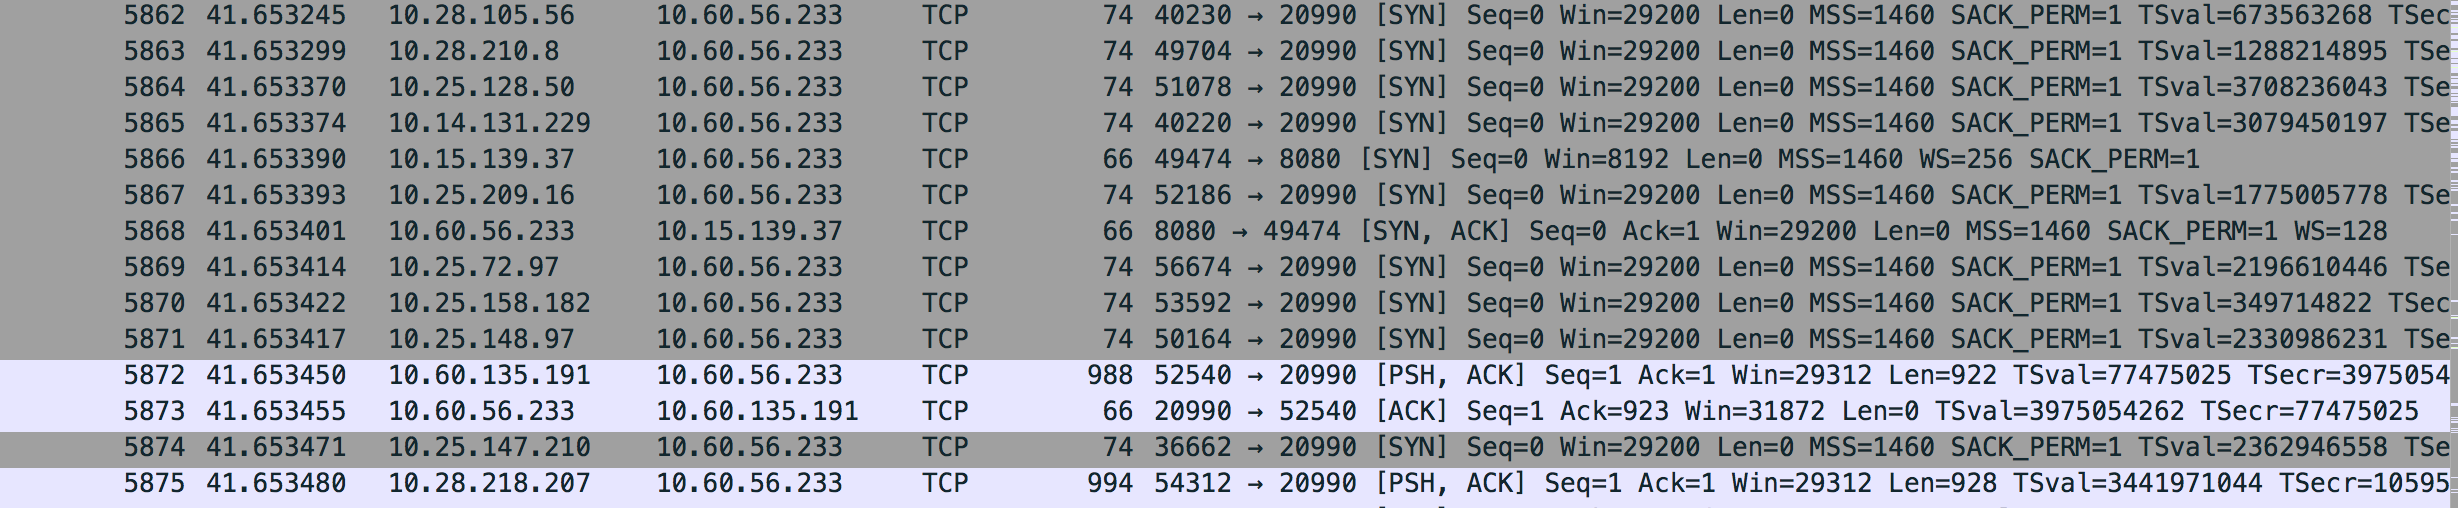 5862 41.653245 10.28.105.56 10.60.56.233 TCP 74 40230 → 20990 [SYN] Seq=0 Win=29200 Len=0 MSS=1460 SACK_PERM=1 TSval=673563268 TSec
5863 41.653299 10.28.210.8 10.60.56.233 TCP 74 49704 → 20990 [SYN] Seq=0 Win=29200 Len=0 MSS=1460 SACK_PERM=1 TSval=1288214895 TSe
5864 41.653370 10.25.128.50 10.60.56.233 TCP 74 51078 → 20990 [SYN] Seq=0 Win=29200 Len=0 MSS=1460 SACK_PERM=1 TSval=3708236043 TSe
5865 41.653374 10.14.131.229 10.60.56.233 TCP 74 40220 → 20990 [SYN] Seq=0 Win=29200 Len=0 MSS=1460 SACK_PERM=1 TSval=3079450197 TSe
5866 41.653390 10.15.139.37 10.60.56.233 TCP 66 49474 → 8080 [SYN] Seq=0 Win=8192 Len=0 MSS=1460 WS=256 SACK_PERM=1
5867 41.653393 10.25.209.16 10.60.56.233 TCP 74 52186 → 20990 [SYN] Seq=0 Win=29200 Len=0 MSS=1460 SACK_PERM=1 TSval=1775005778 TSe
5868 41.653401 10.60.56.233 10.15.139.37 TCP 66 8080 → 49474 [SYN, ACK] Seq=0 Ack=1 Win=29200 Len=0 MSS=1460 SACK_PERM=1 WS=128
5869 41.653414 10.25.72.97 10.60.56.233 TCP 74 56674 → 20990 [SYN] Seq=0 Win=29200 Len=0 MSS=1460 SACK_PERM=1 TSval=2196610446 TSe
5870 41.653422 10.25.158.182 10.60.56.233 TCP 74 53592 → 20990 [SYN] Seq=0 Win=29200 Len=0 MSS=1460 SACK_PERM=1 TSval=349714822 TSec
5871 41.653417 10.25.148.97 10.60.56.233 TCP 74 50164 → 20990 [SYN] Seq=0 Win=29200 Len=0 MSS=1460 SACK_PERM=1 TSval=2330986231 TSe
5872 41.653450 10.60.135.191 10.60.56.233 TCP 988 52540 → 20990 [PSH, ACK] Seq=1 Ack=1 Win=29312 Len=922 TSval=77475025 TSecr=3975054
5873 41.653455 10.60.56.233 10.60.135.191 TCP 66 20990 → 52540 [ACK] Seq=1 Ack=923 Win=31872 Len=0 TSval=3975054262 TSecr=77475025
5874 41.653471 10.25.147.210 10.60.56.233 TCP 74 36662 → 20990 [SYN] Seq=0 Win=29200 Len=0 MSS=1460 SACK_PERM=1 TSval=2362946558 TSe
5875 41.653480 10.28.218.207 10.60.56.233 TCP 994 54312 → 20990 [PSH, ACK] Seq=1 Ack=1 Win=29312 Len=928 TSval=3441971044 TSecr=10595